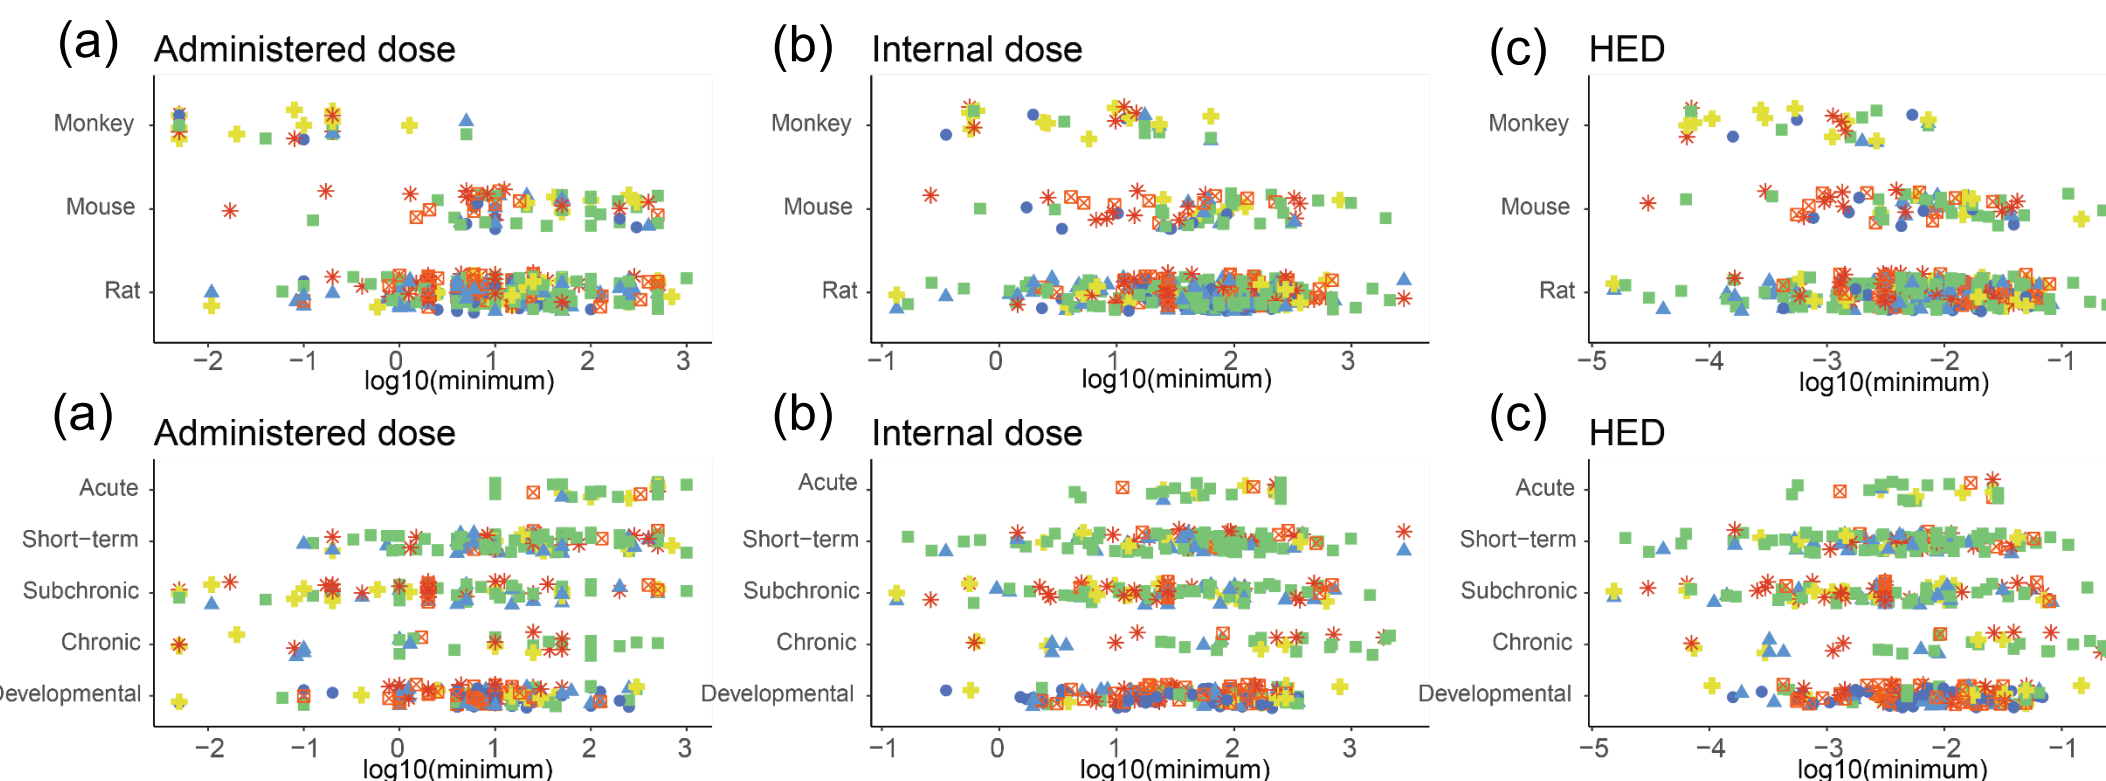 (a) Administered dose
(b) Internal dose
(c) HED
Monkey
Mouse
Rat
−2 −1 0 1 2 3
log10(minimum)
Monkey
Mouse
Rat
−1 0 1 2 3
log10(minimum)
Monkey
Mouse
Rat
−5 −4 −3 −2 −1
log10(minimum)
(a) Administered dose
(b) Internal dose
(c) HED
Acute
Short−term
Subchronic
Chronic
Developmental
−2 −1 0 1 2 3
log10(minimum)
Acute
Short−term
Subchronic
Chronic
Developmental
−1 0 1 2 3
log10(minimum)
Acute
Short−term
Subchronic
Chronic
Developmental
−5 −4 −3 −2 −1
log10(minimum)